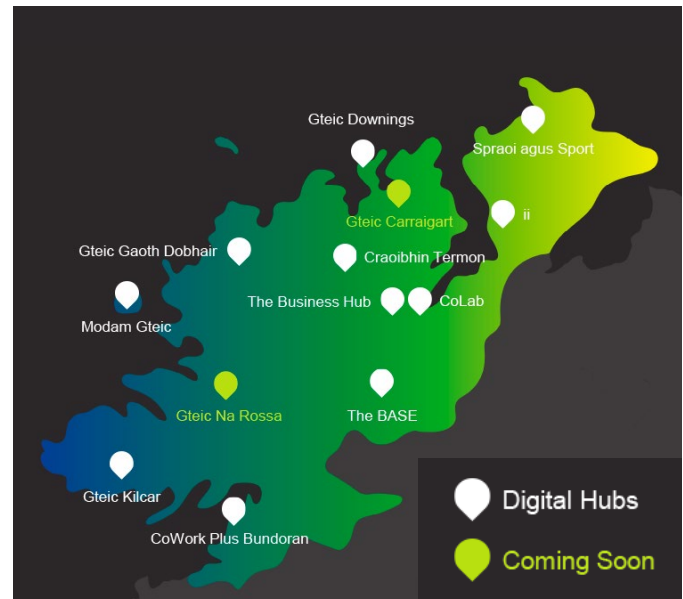 Gteic Downings
Spraoi agus Sport
Gteic Carraigart
ii
Gteic Gaoth Dobhair
Craoibhin Termon
The Business Hub
CoLab
Modam Gteic
Gteic Na Rossa
The BASE
Gteic Kilcar
CoWork Plus Bundoran
Digital Hubs
Coming Soon